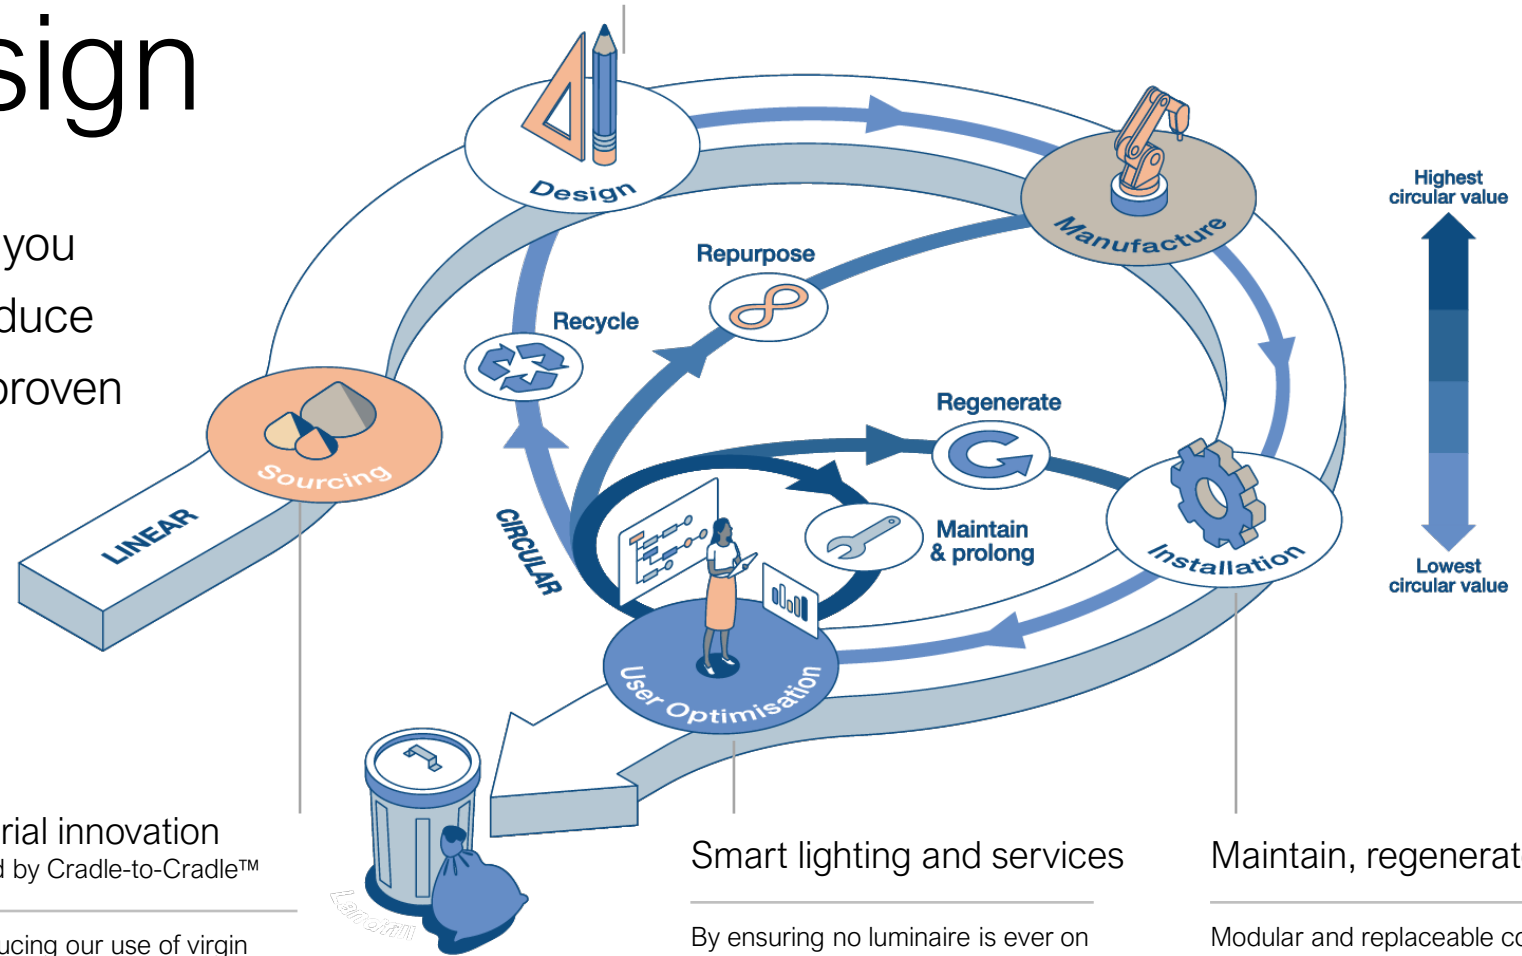 sign
you
duce
proven
Design
Manufacture
Highest
circular value
Repurpose
Recycle
Regenerate
Sourcing
LINEAR
CIRCULAR
Maintain
& prolong
Installation
Lowest
circular value
User Optimisation
Landfill
rial innovation
d by Cradle-to-Cradle™
ucing our use of virgin
Smart lighting and services
By ensuring no luminaire is ever on
Maintain, regenerat
Modular and replaceable co